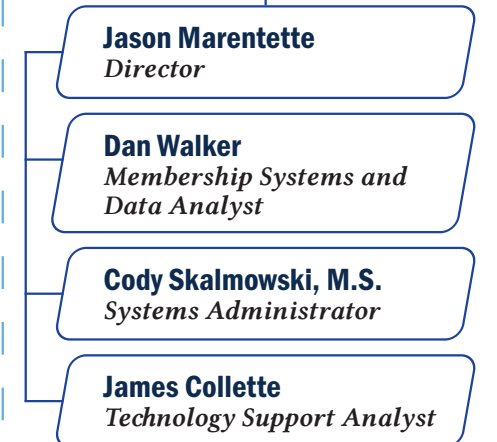 Jason Marentette
Director
Dan Walker
Membership Systems and
Data Analyst
Cody Skalmowski, M.S.
Systems Administrator
James Collette
Technology Support Analyst